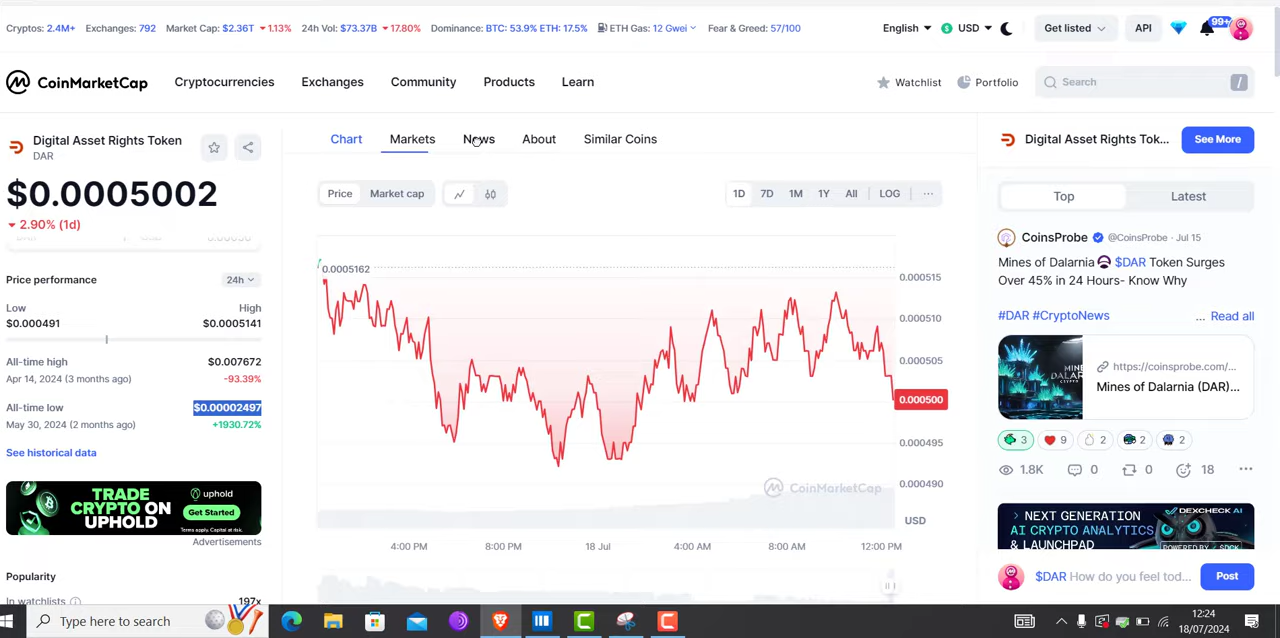 Cryptos: 2.4M+ Exchanges: 792 Market Cap: $2.36T 1.13% 24h Vol: $73.37B 17.80% Dominance: BTC: 53.9% ETH: 17.5% ETH Gas: 12 Gwei Fear & Greed: 57/100 English USD Get listed API 99+
CoinMarketCap Cryptocurrencies Exchanges Community Products Learn Watchlist Portfolio Search /
Digital Asset Rights Token
DAR
$0.0005002
2.90% (1d)
Price performance 24h
Low High
$0.000491 $0.0005141
All-time high $0.007672
Apr 14, 2024 (3 months ago) -93.39%
All-time low $0.00002497
May 30, 2024 (2 months ago) +1930.72%
See historical data
TRADE CRYPTO ON UPHOLD
uphold
Get Started
Terms apply. Capital at risk.
Advertisements
Popularity
In watchlists 197x
Chart Markets News About Similar Coins
Price Market cap 1D 7D 1M 1Y All LOG ...
0.0005162
0.000515
0.000510
0.000505
0.000500
0.000495
0.000490
CoinMarketCap
USD
4:00 PM 8:00 PM 18 Jul 4:00 AM 8:00 AM 12:00 PM
Digital Asset Rights Tok... See More
Top Latest
CoinsProbe @CoinsProbe · Jul 15
Mines of Dalarnia $DAR Token Surges
Over 45% in 24 Hours- Know Why
#DAR #CryptoNews ... Read all
https://coinsprobe.com/...
Mines of Dalarnia (DAR)...
3 9 2 2 2
1.8K 0 0 18 ...
> NEXT GENERATION
AI CRYPTO ANALYTICS
& LAUNCHPAD
DEXCHECK AI
POWERED BY $DCK
$DAR How do you feel tod... Post
Type here to search
12:24
18/07/2024